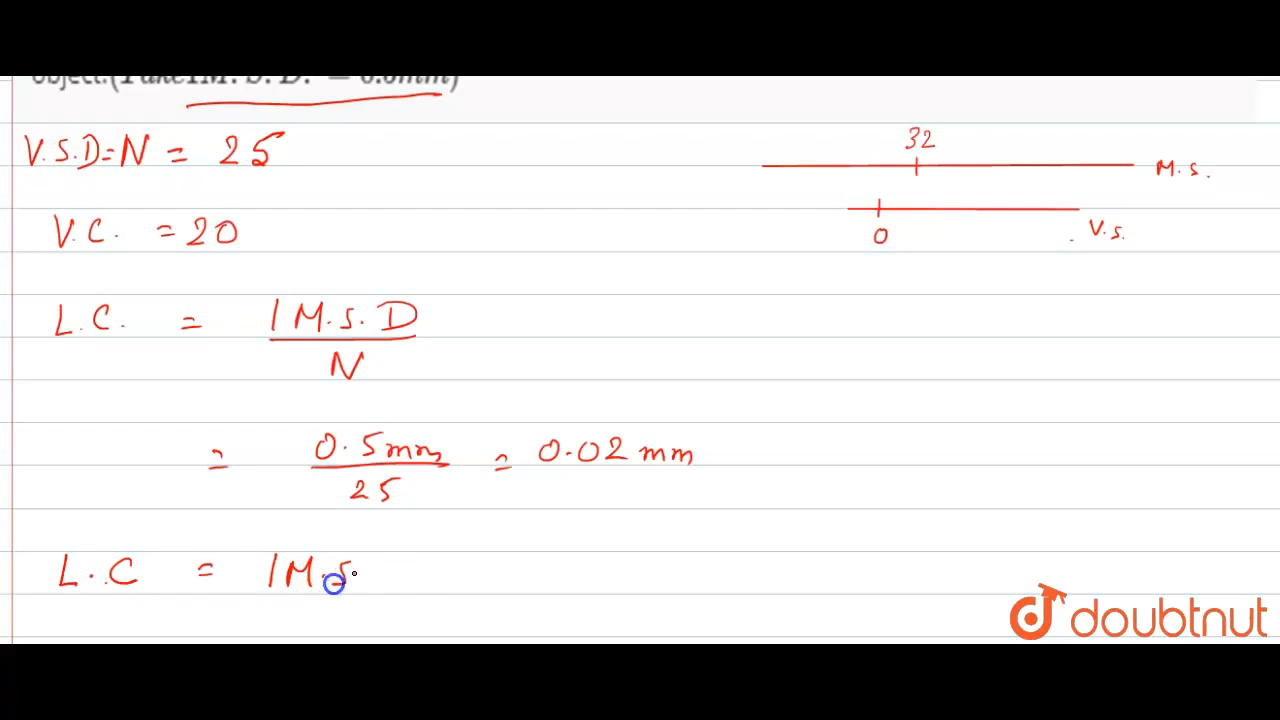 V.S.D=N = 25
32
M.S.
V.C. = 20
0
V.S.
L.C. = 1 M.S.D
N
= 0.5mm = 0.02 mm
25
L.C = 1M.S
doubtnut